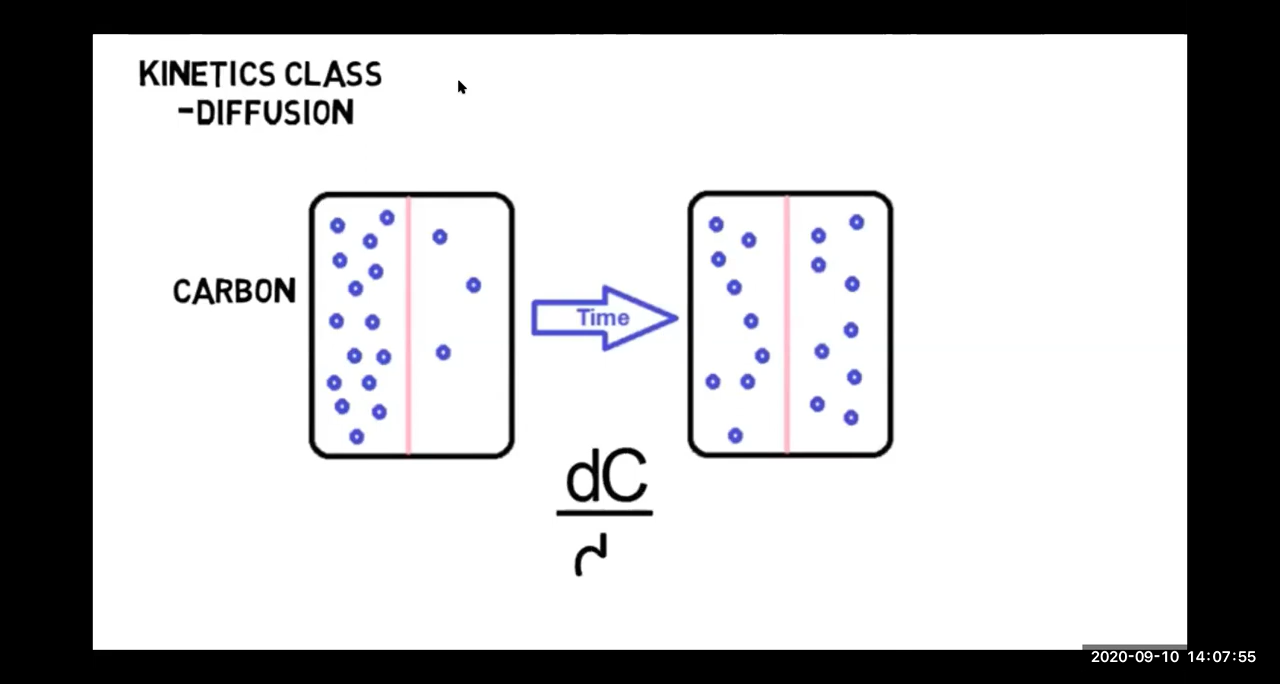 KINETICS CLASS
-DIFFUSION
CARBON
Time
dC
2020-09-10 14:07:55